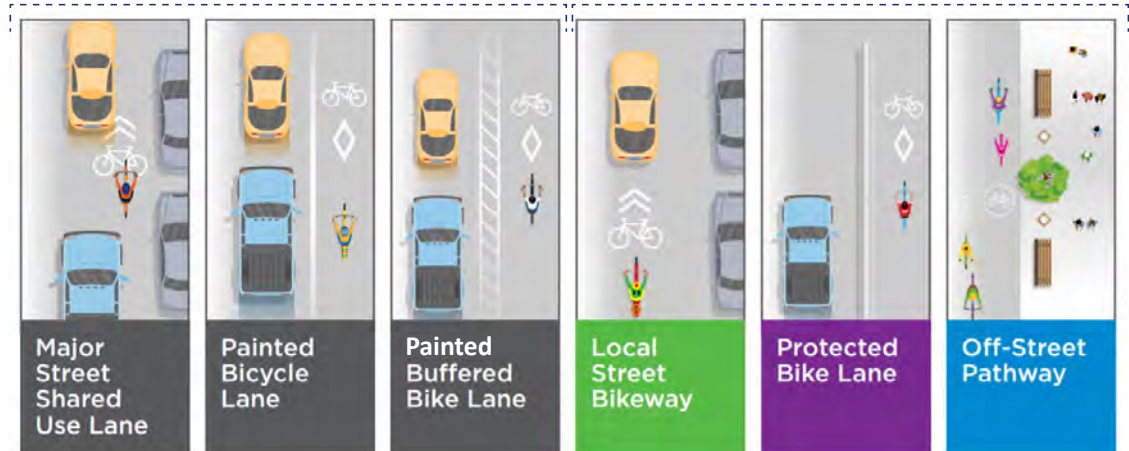 Major
Street
Shared
Use Lane
Painted
Bicycle
Lane
Painted
Buffered
Bike Lane
Local
Street
Bikeway
Protected
Bike Lane
Off-Street
Pathway